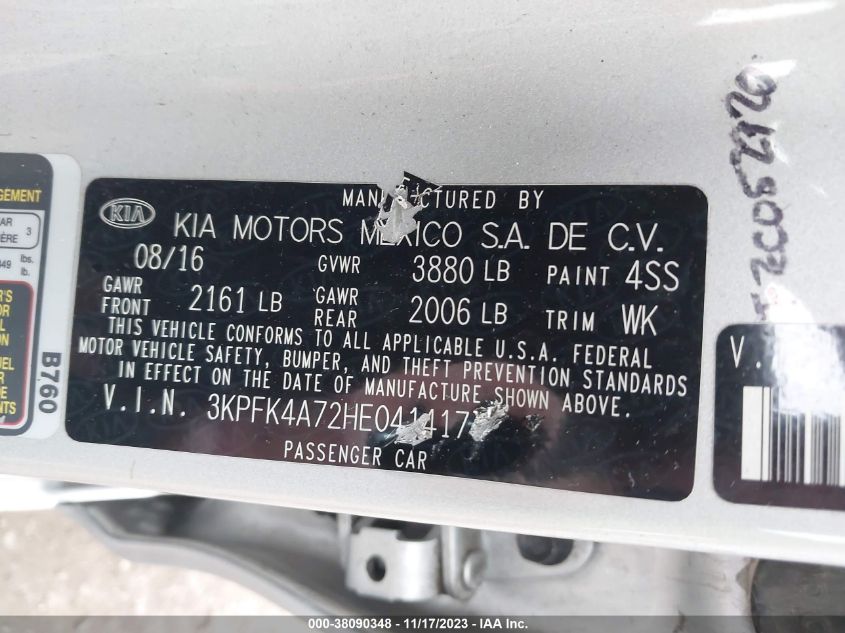 MAN CTURED BY
KIA
KIA MOTORS MEXICO S.A. DE C.V.
08/16 GVWR 3880 LB PAINT 4SS
GAWR FRONT 2161 LB GAWR REAR 2006 LB TRIM WK
THIS VEHICLE CONFORMS TO ALL APPLICABLE U.S.A. FEDERAL
MOTOR VEHICLE SAFETY, BUMPER, AND THEFT PREVENTION STANDARDS
IN EFFECT ON THE DATE OF MANUFACTURE SHOWN ABOVE.
V.I.N. 3KPFK4A72HE041417
PASSENGER CAR
B760
V.
000-38090348 - 11/17/2023 - IAA Inc.